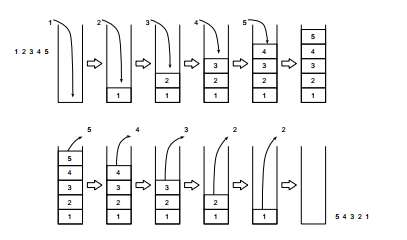 1 2 3 4 5
5
1 2 3 4 5 4 4
3 3 3
2 2 2 2
1 1 1 1 1
5 4 3 2 2
5
4 4
3 3 3
2 2 2 2
1 1 1 1 1 5 4 3 2 1